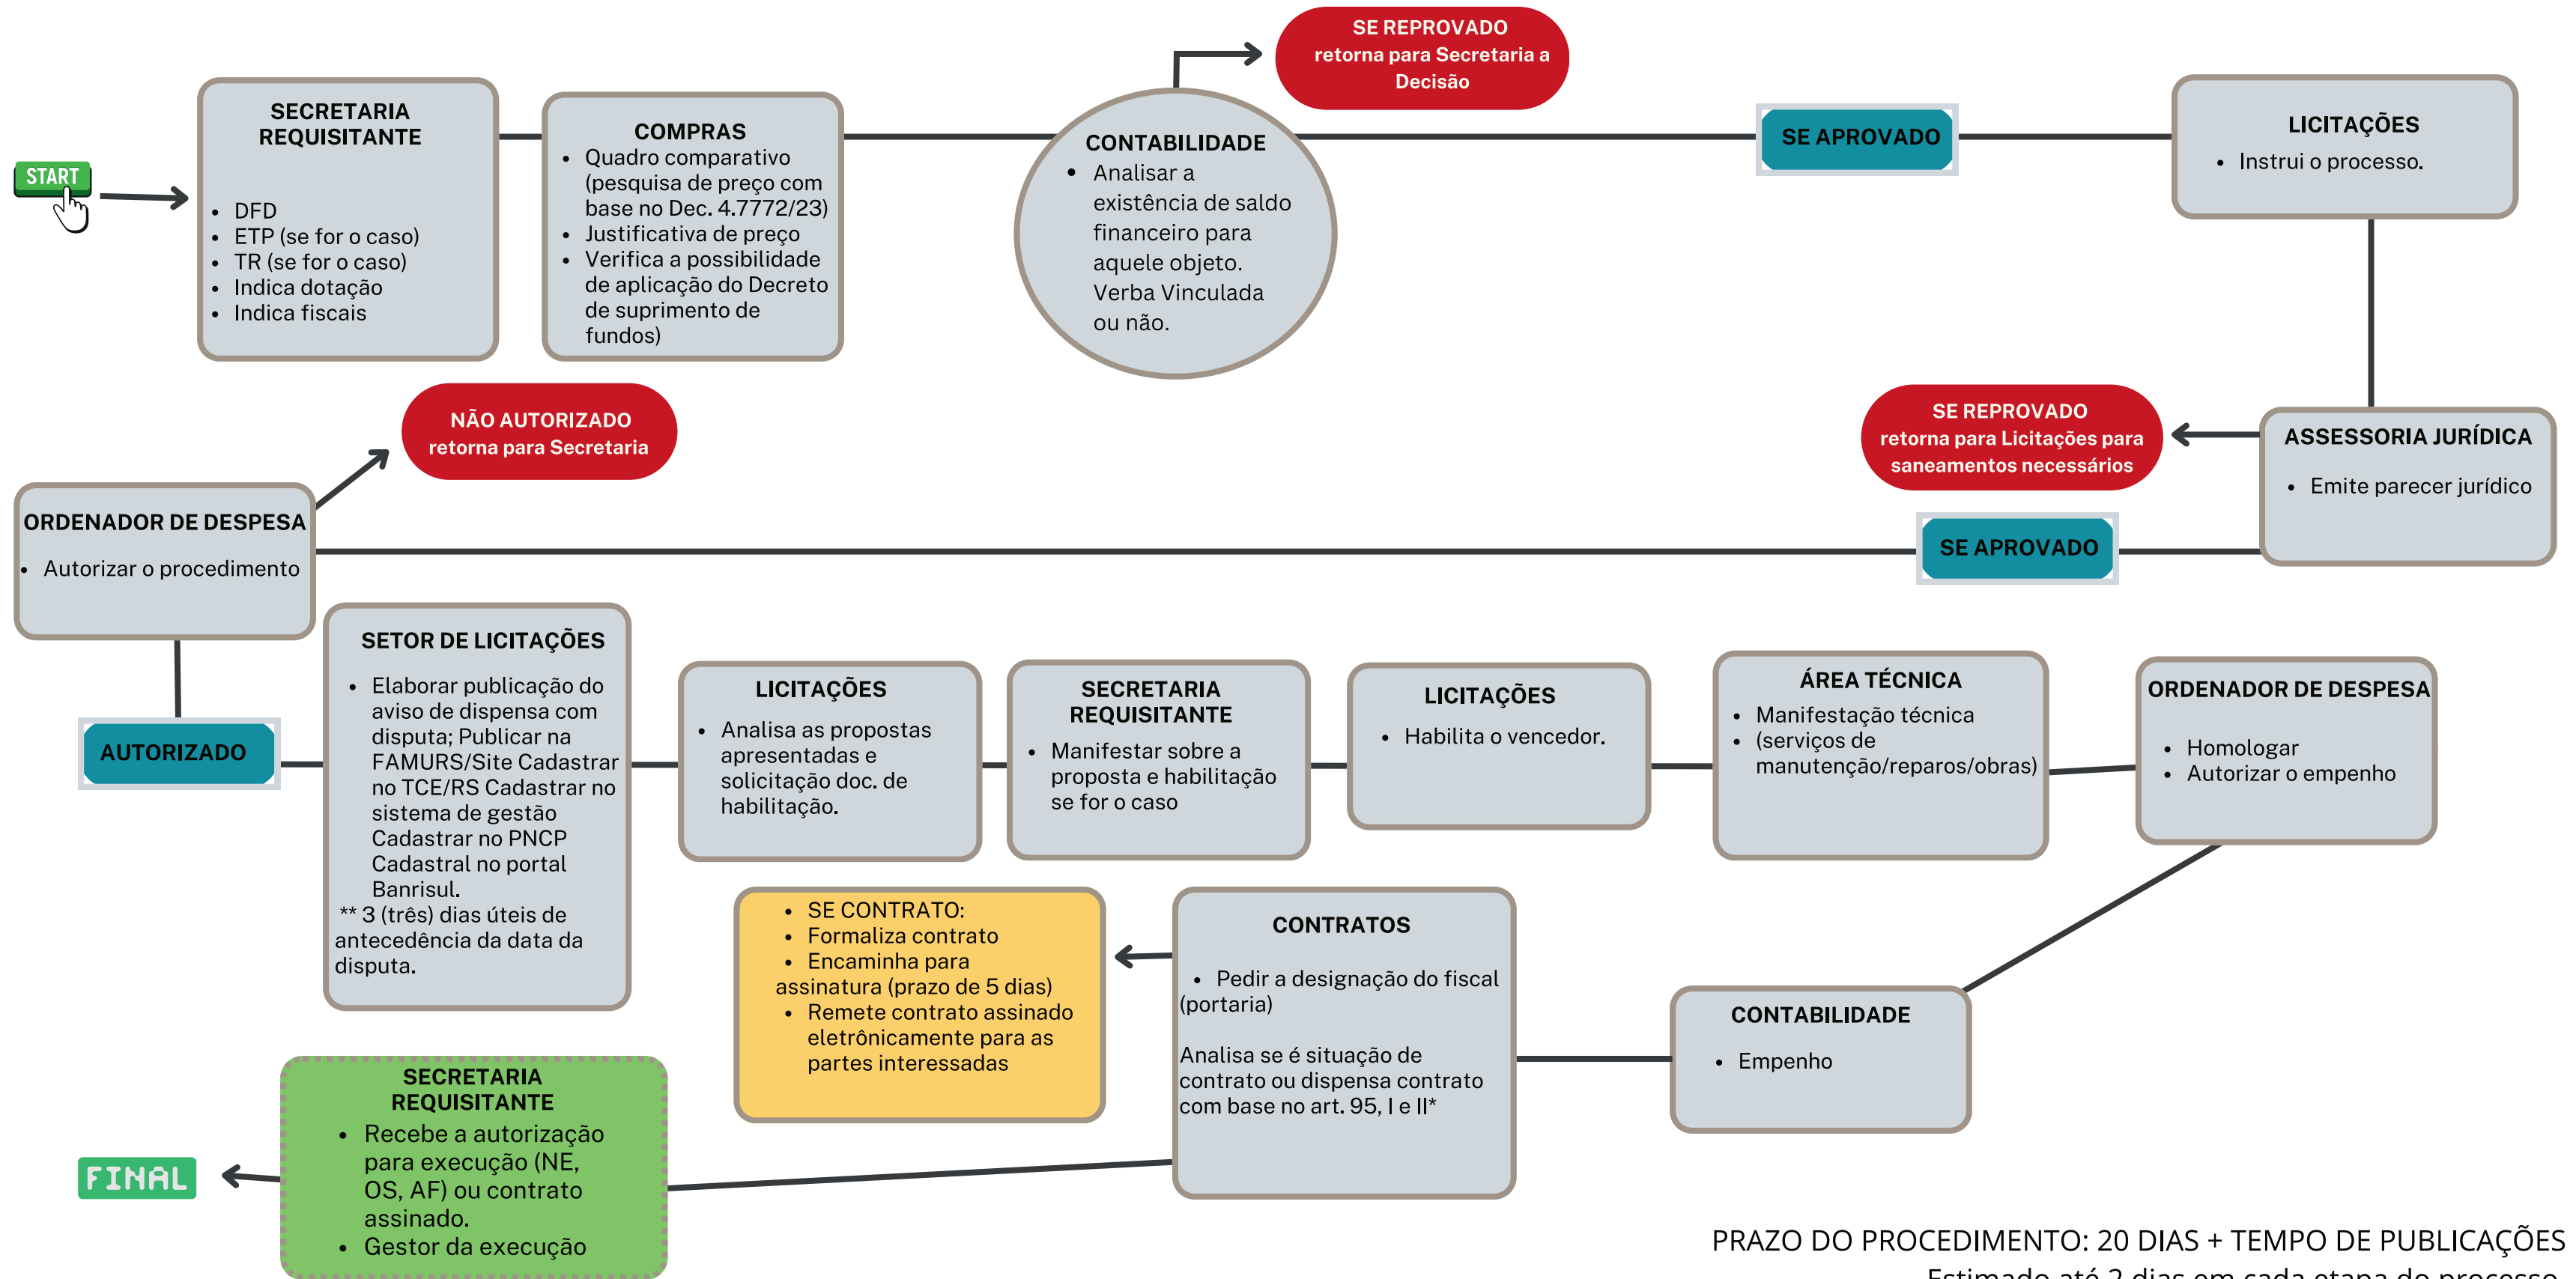 START
SECRETARIA
REQUISITANTE
• DFD
• ETP (se for o caso)
• TR (se for o caso)
• Indica dotação
• Indica fiscais
COMPRAS
• Quadro comparativo
(pesquisa de preço com
base no Dec. 4.7772/23)
• Justificativa de preço
• Verifica a possibilidade
de aplicação do Decreto
de suprimento de
fundos)
CONTABILIDADE
• Analisar a
existência de saldo
financeiro para
aquele objeto.
Verba Vinculada
ou não.
SE REPROVADO
retorna para Secretaria a
Decisão
SE APROVADO
LICITAÇÕES
• Instrui o processo.
ASSESSORIA JURÍDICA
• Emite parecer jurídico
SE REPROVADO
retorna para Licitações para
saneamentos necessários
SE APROVADO
ORDENADOR DE DESPESA
• Autorizar o procedimento
NÃO AUTORIZADO
retorna para Secretaria
AUTORIZADO
SETOR DE LICITAÇÕES
• Elaborar publicação do
aviso de dispensa com
disputa; Publicar na
FAMURS/Site Cadastrar
no TCE/RS Cadastrar no
sistema de gestão
Cadastrar no PNCP
Cadastral no portal
Banrisul.
** 3 (três) dias úteis de
antecedência da data da
disputa.
LICITAÇÕES
• Analisa as propostas
apresentadas e
solicitação doc. de
habilitação.
SECRETARIA
REQUISITANTE
• Manifestar sobre a
proposta e habilitação
se for o caso
LICITAÇÕES
• Habilita o vencedor.
ÁREA TÉCNICA
• Manifestação técnica
• (serviços de
manutenção/reparos/obras)
ORDENADOR DE DESPESA
• Homologar
• Autorizar o empenho
CONTABILIDADE
• Empenho
CONTRATOS
• Pedir a designação do fiscal
(portaria)
Analisa se é situação de
contrato ou dispensa contrato
com base no art. 95, I e II*
• SE CONTRATO:
• Formaliza contrato
• Encaminha para
assinatura (prazo de 5 dias)
• Remete contrato assinado
eletrônicamente para as
partes interessadas
SECRETARIA
REQUISITANTE
• Recebe a autorização
para execução (NE,
OS, AF) ou contrato
assinado.
• Gestor da execução
FINAL
PRAZO DO PROCEDIMENTO: 20 DIAS + TEMPO DE PUBLICAÇÕES
Estimado até 2 dias em cada etapa do processo.